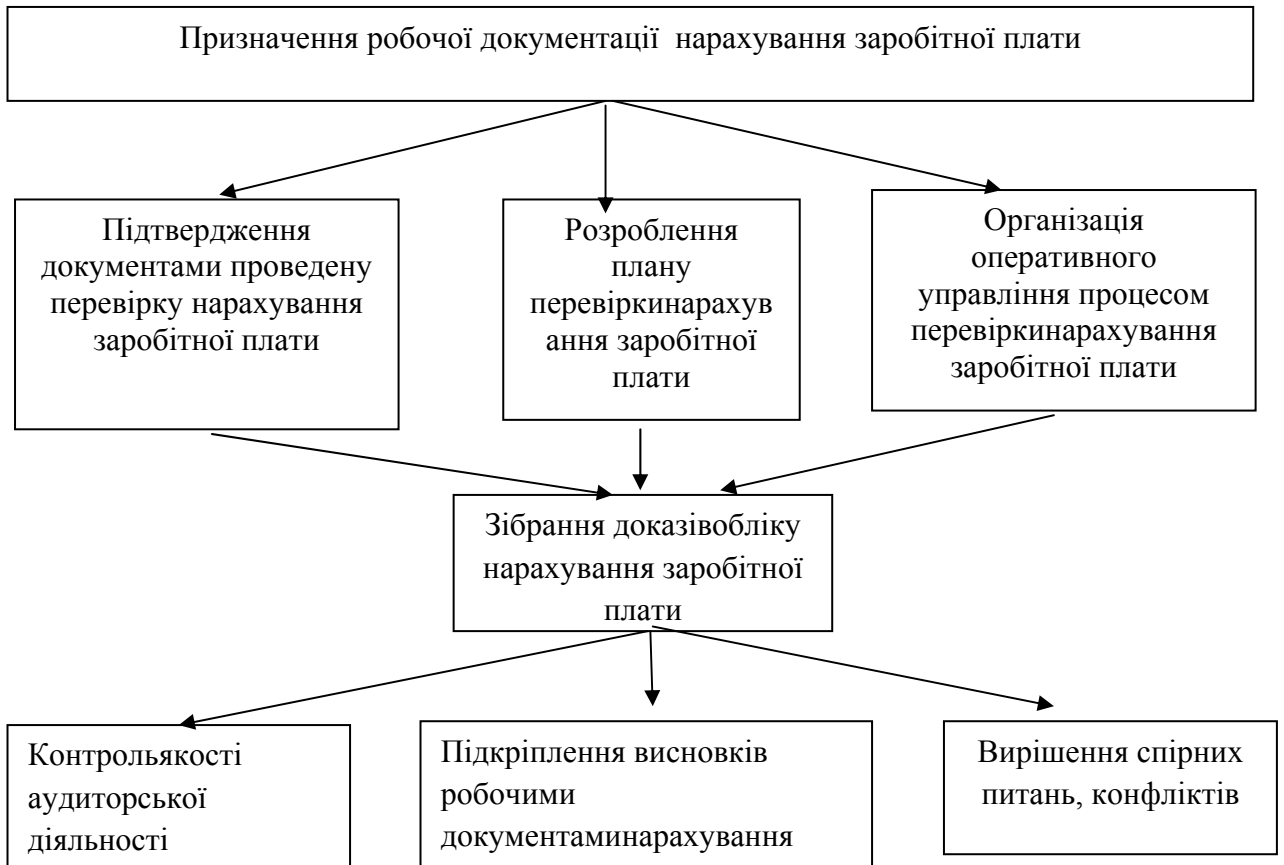 Призначення робочої документації нарахування заробітної плати
Підтвердження
документами проведену
перевірку нарахування
заробітної плати
Розроблення
плану
перевіркинарахув
ання заробітної
плати
Організація
оперативного
управління процесом
перевіркинарахування
заробітної плати
Зібрання доказівобліку
нарахування заробітної
плати
Контрольякості
аудиторської
діяльності
Підкріплення висновків
робочими
документаминарахування
Вирішення спірних
питань, конфліктів